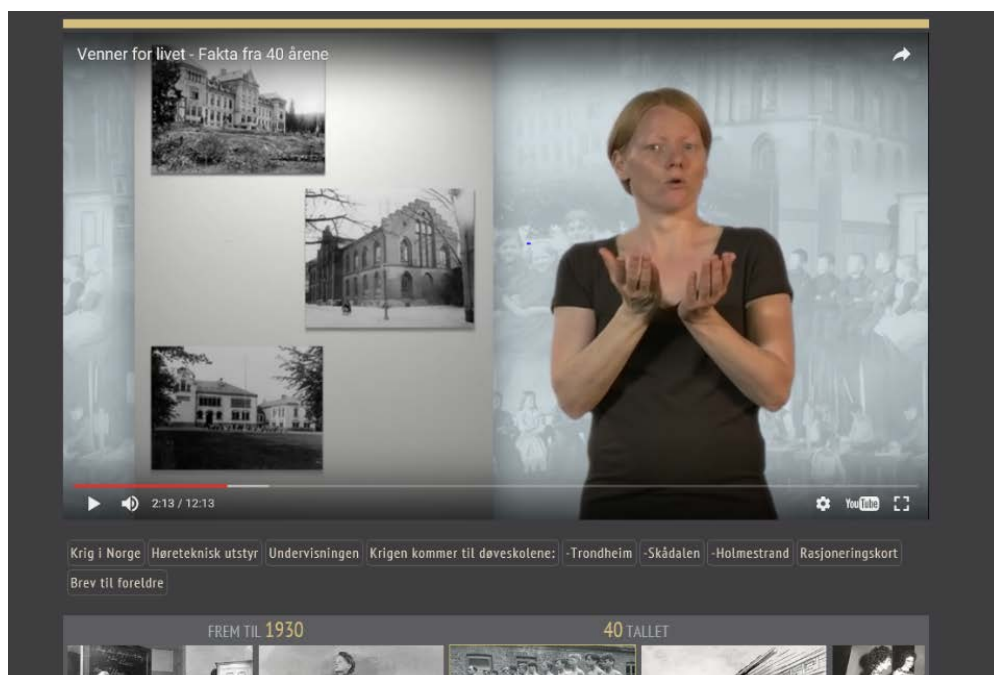 Venner for livet - Fakta fra 40 årene
2:13 / 12:13
YouTube
Krig i Norge Høreteknisk utstyr Undervisningen Krigen kommer til døveskolene: -Trondheim -Skådalen -Holmestrand Rasjoneringskort
Brev til foreldre
FREM TIL 1930 40 TALLET